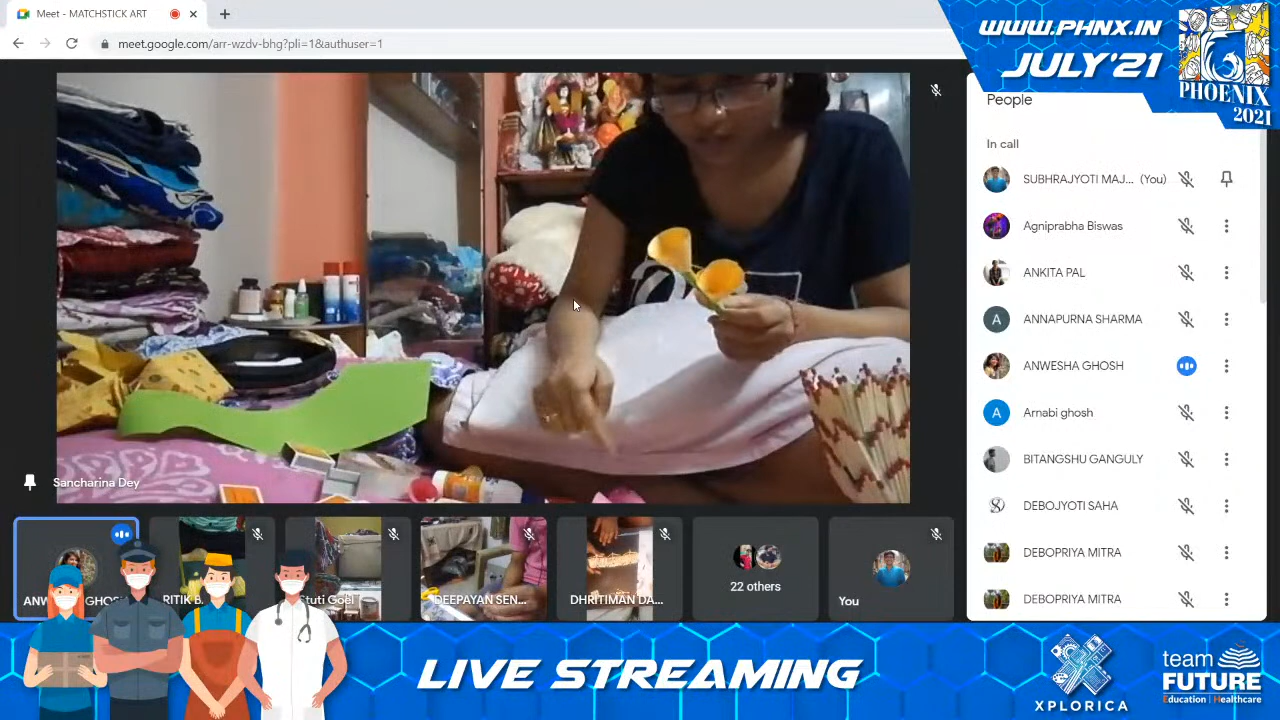 Meet - MATCHSTICK ART
meet.google.com/arr-wzdv-bhg?pli=1&authuser=1
WWW.PHNX.IN
JULY'21
PHOENIX
2021
People
In call
SUBHRAJYOTI MAJ... (You)
Agniprabha Biswas
ANKITA PAL
A ANNAPURNA SHARMA
ANWESHA GHOSH
A Arnabi ghosh
BITANGSHU GANGULY
DEBOJYOTI SAHA
DEBOPRIYA MITRA
DEBOPRIYA MITRA
Sancharina Dey
RITIK B...
Stuti Goel
DEEPAYAN SEN...
DHRITIMAN DA...
22 others
You
LIVE STREAMING
XPLORICA
team
FUTURE
Education | Healthcare